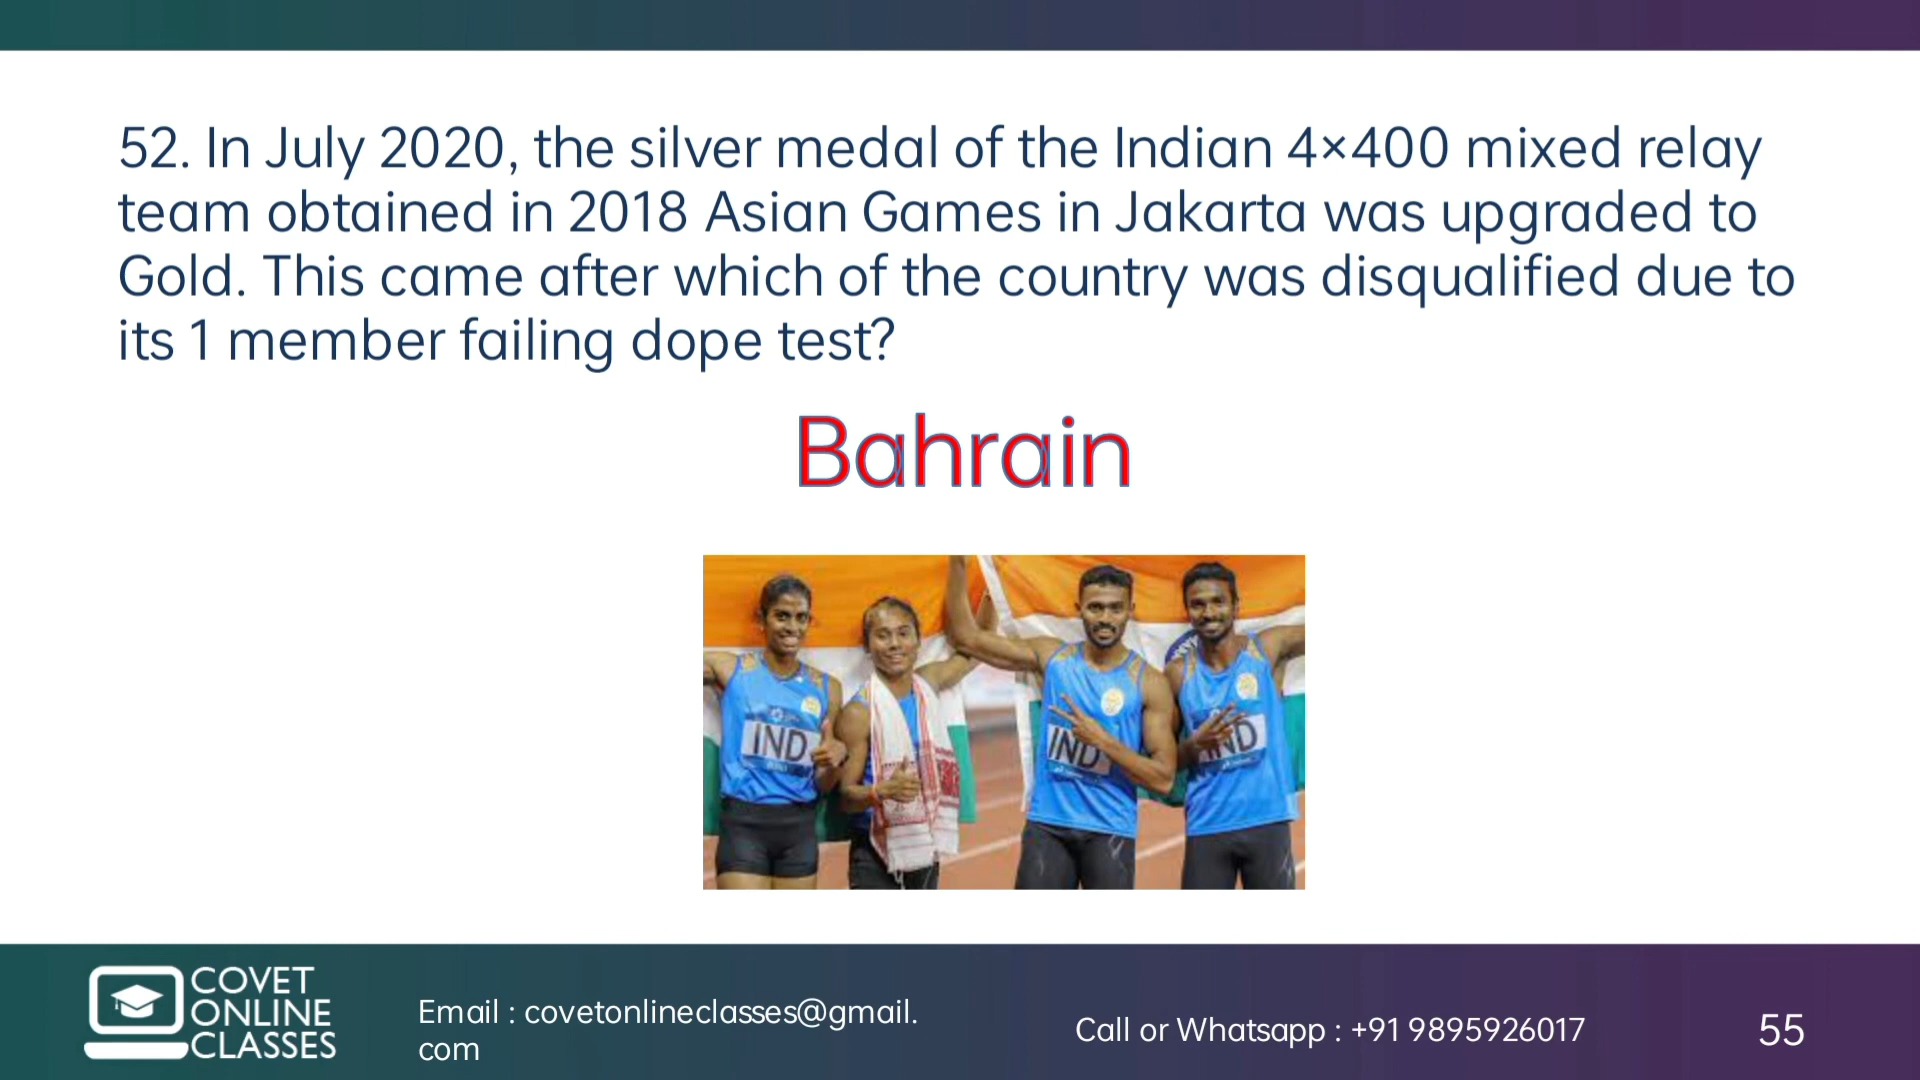 52. In July 2020, the silver medal of the Indian 4×400 mixed relay
team obtained in 2018 Asian Games in Jakarta was upgraded to
Gold. This came after which of the country was disqualified due to
its 1 member failing dope test?
Bahrain
IND
IND
IND
COVET
ONLINE
CLASSES
Email : covetonlineclasses@gmail.
com
Call or Whatsapp : +91 9895926017
55